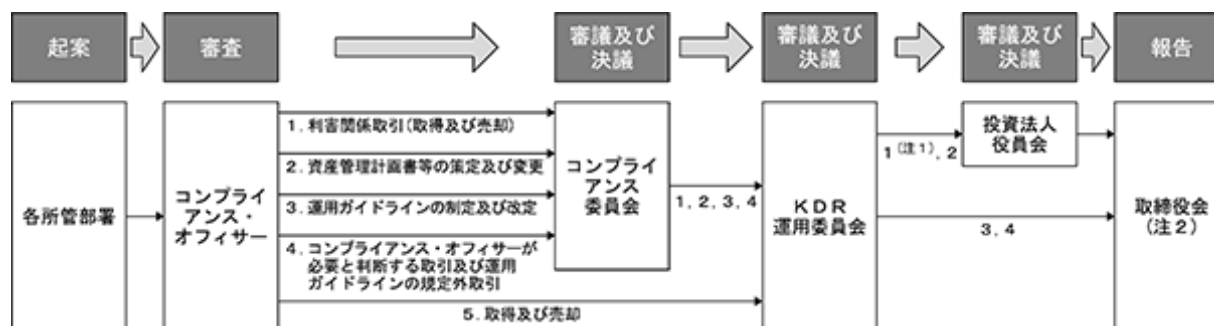 起案
審査
審議及び
決議
審議及び
決議
審議及び
決議
報告
各所管部署
コンプライ
アンス・
オフィサー
1．利害関係取引(取得及び売却)
2．資産管理計画書等の策定及び変更
3．運用ガイドラインの制定及び改定
4．コンプライアンス・オフィサーが
必要と判断する取引及び運用
ガイドラインの規定外取引
5．取得及び売却
コンプライ
アンス
委員会
1, 2, 3, 4
KDR
運用委員会
1(注1), 2
3, 4
投資法人
役員会
取締役会
(注2)